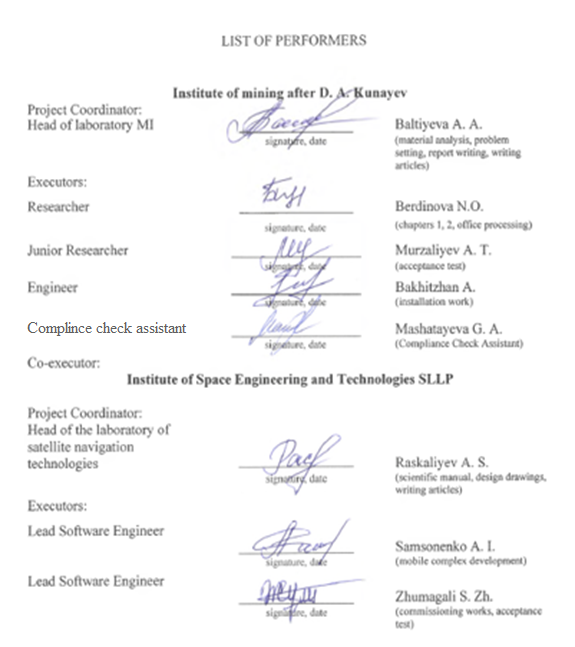 LIST OF PERFORMERS
Institute of mining after D. A. Kunayev
Project Coordinator:
Head of laboratory MI
signature, date
Baltiyeva A. A.
(material analysis, problem
setting, report writing, writing
articles)
Executors:
Researcher
signature, date
Berdinova N.O.
(chapters 1, 2, office processing)
Junior Researcher
signature, date
Murzaliyev A. T.
(acceptance test)
Engineer
signature, date
Bakhitzhan A.
(installation work)
Complince check assistant
signature, date
Mashatayeva G. A.
(Compliance Check Assistant)
Co-executor:
Institute of Space Engineering and Technologies SLLP
Project Coordinator:
Head of the laboratory of
satellite navigation
technologies
signature, date
Raskaliyev A. S.
(scientific manual, design drawings,
writing articles)
Executors:
Lead Software Engineer
signature, date
Samsonenko A. I.
(mobile complex development)
Lead Software Engineer
signature, date
Zhumagali S. Zh.
(commissioning works, acceptance
test)